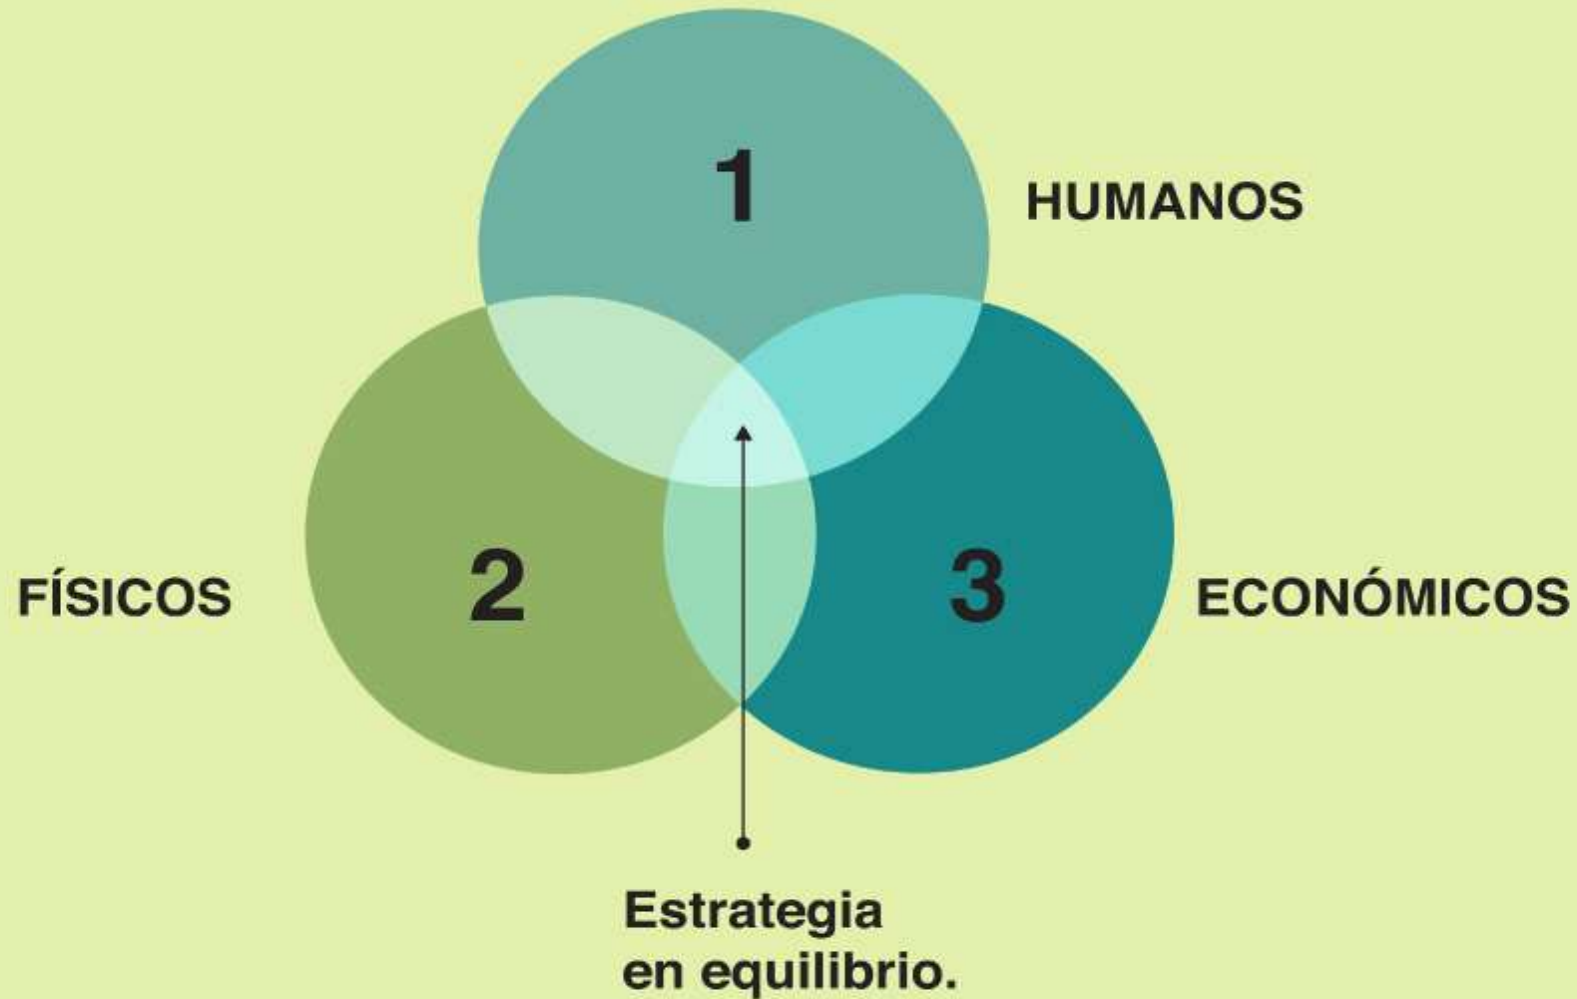 1
HUMANOS
2
3
FÍSICOS
ECONÓMICOS
Estrategia
en equilibrio.